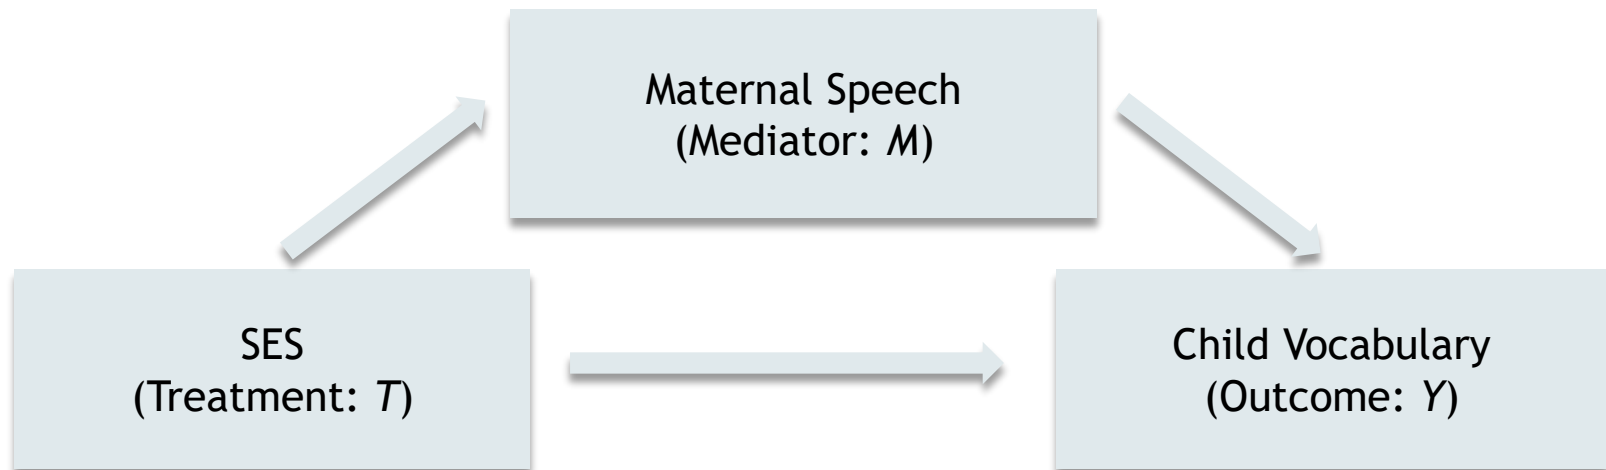 Maternal Speech
(Mediator: M)
SES
(Treatment: T)
Child Vocabulary
(Outcome: Y)